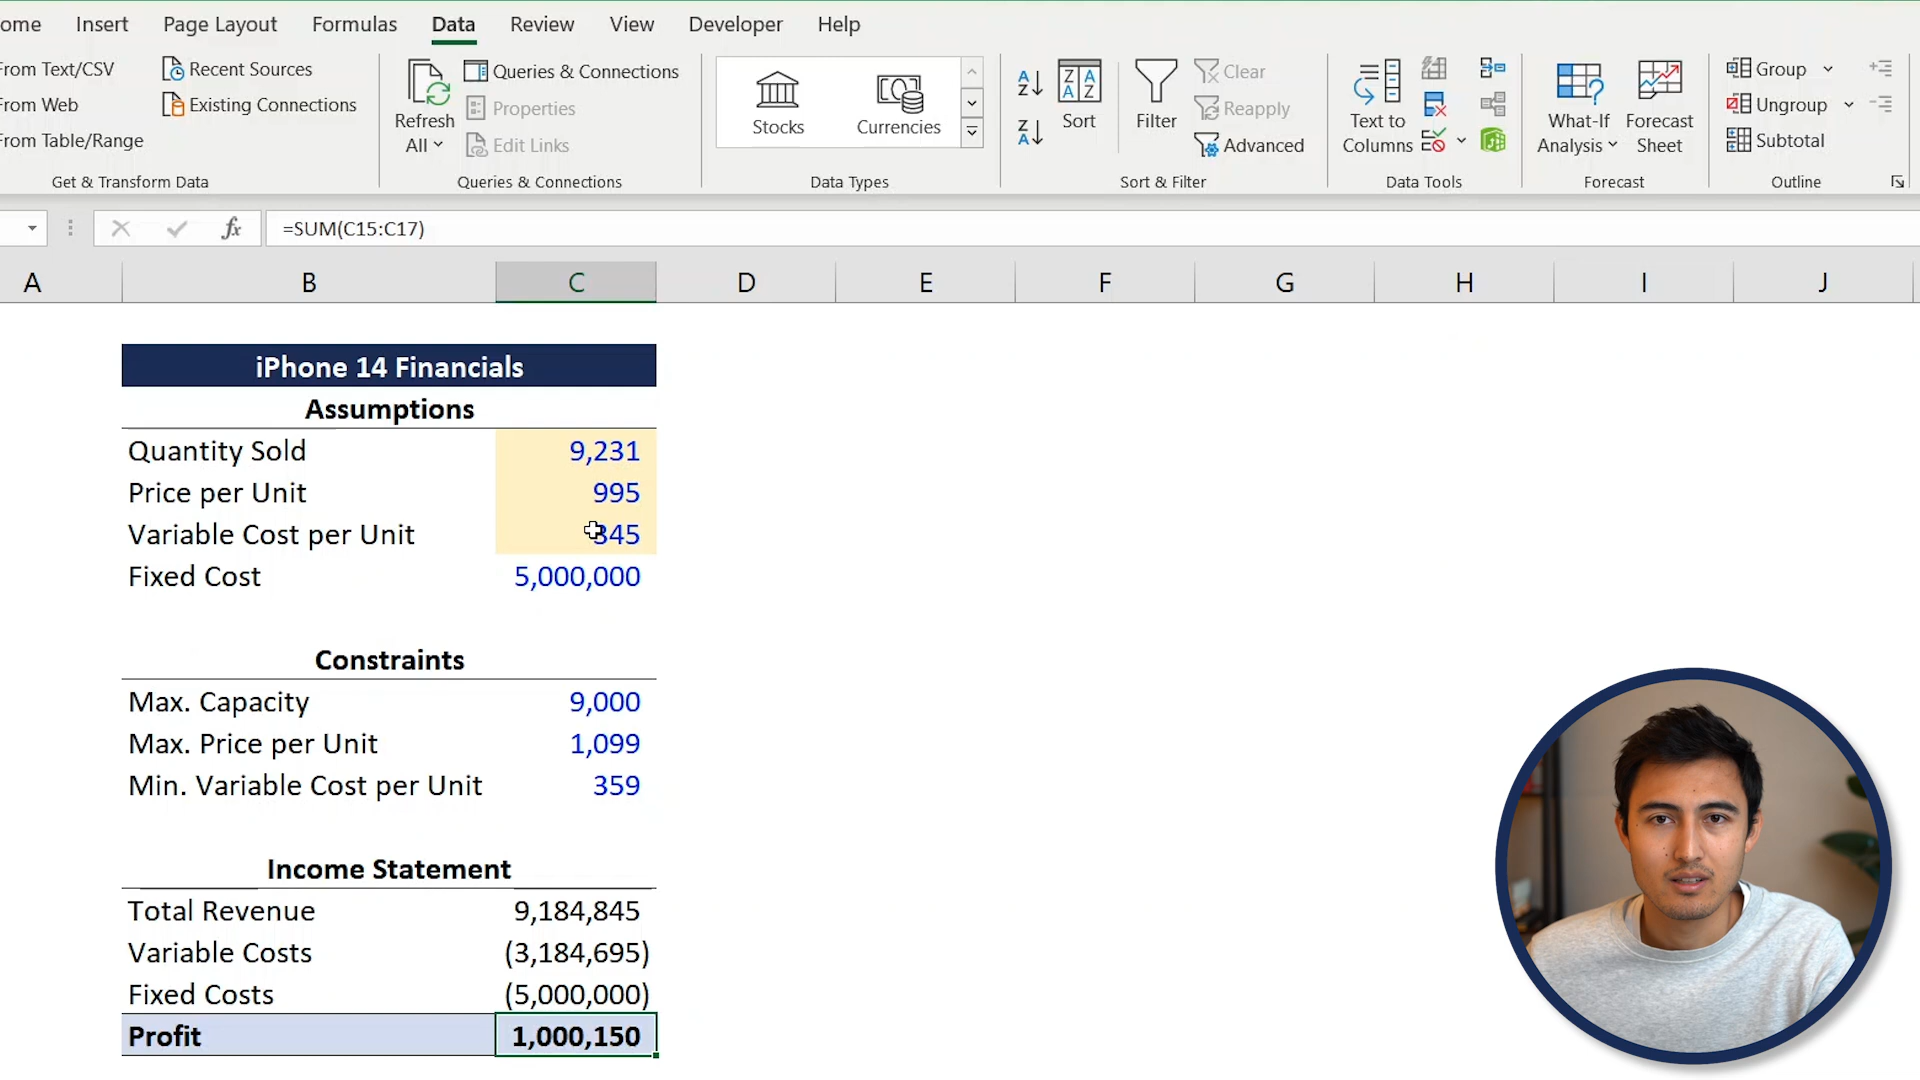 ome Insert Page Layout Formulas Data Review View Developer Help
From Text/CSV
From Web
From Table/Range
Recent Sources
Existing Connections
Get & Transform Data
Refresh
All
Queries & Connections
Properties
Edit Links
Queries & Connections
Stocks Currencies
Data Types
Sort
Filter
Clear
Reapply
Advanced
Sort & Filter
Text to
Columns
Data Tools
What-If
Analysis
Forecast
Sheet
Forecast
Group
Ungroup
Subtotal
Outline
fx =SUM(C15:C17)
A B C D E F G H I J
iPhone 14 Financials
Assumptions
Quantity Sold 9,231
Price per Unit 995
Variable Cost per Unit 345
Fixed Cost 5,000,000
Constraints
Max. Capacity 9,000
Max. Price per Unit 1,099
Min. Variable Cost per Unit 359
Income Statement
Total Revenue 9,184,845
Variable Costs (3,184,695)
Fixed Costs (5,000,000)
Profit 1,000,150